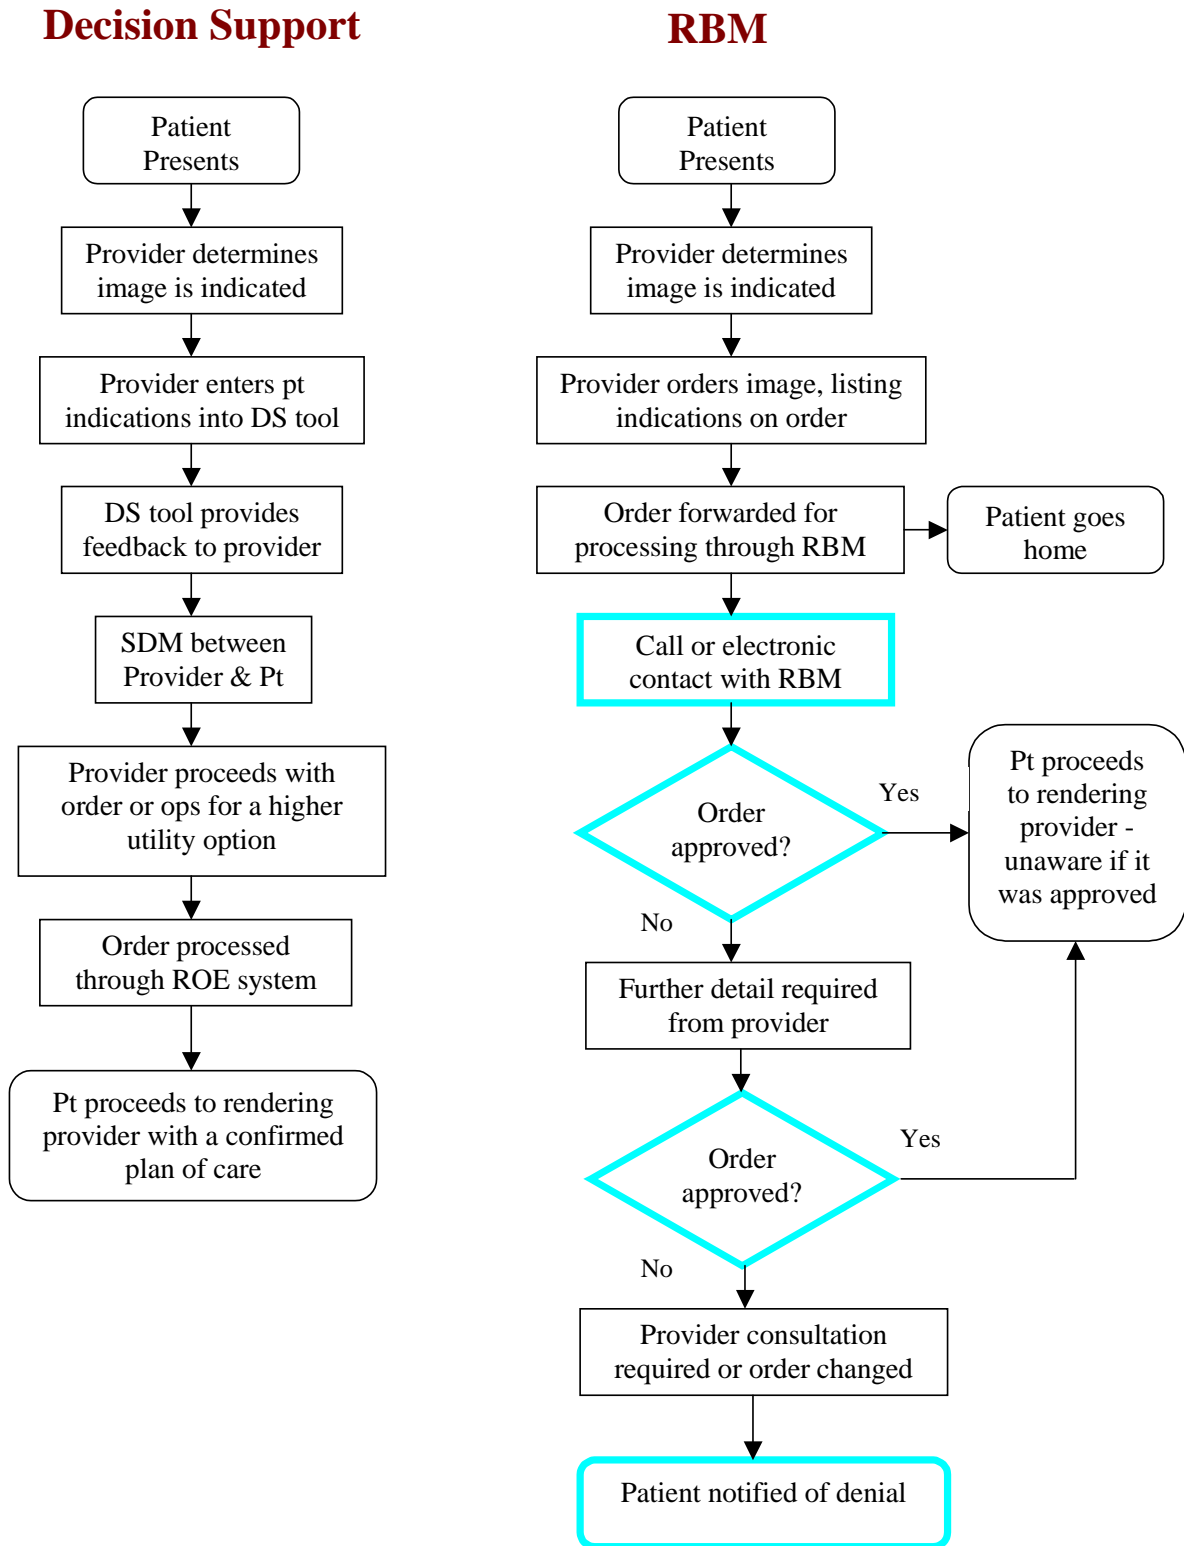 Decision Support
Patient
Presents
Provider determines
image is indicated
Provider enters pt
indications into DS tool
DS tool provides
feedback to provider
SDM between
Provider & Pt
Provider proceeds with
order or ops for a higher
utility option
Order processed
through ROE system
Pt proceeds to rendering
provider with a confirmed
plan of care
RBM
Patient
Presents
Provider determines
image is indicated
Provider orders image, listing
indications on order
Order forwarded for
processing through RBM
Patient goes
home
Call or electronic
contact with RBM
Order
approved?
Yes
Pt proceeds
to rendering
provider -
unaware if it
was approved
No
Further detail required
from provider
Order
approved?
Yes
No
Provider consultation
required or order changed
Patient notified of denial